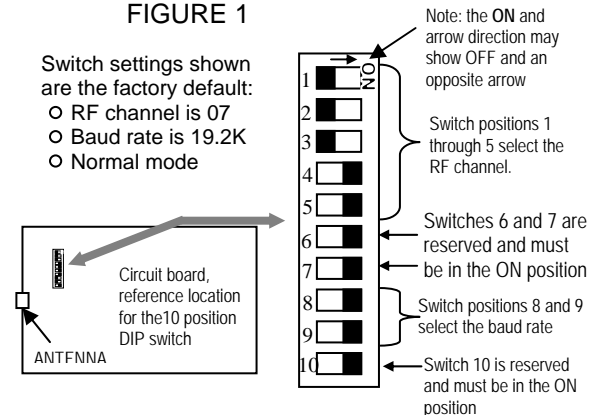 FIGURE 1
Switch settings shown
are the factory default:
O RF channel is 07
O Baud rate is 19.2K
O Normal mode
Note: the ON and
arrow direction may
show OFF and an
opposite arrow
ON
1
2
3
4
5
6
7
8
9
10
Switch positions 1
through 5 select the
RF channel.
Switches 6 and 7 are
reserved and must
be in the ON position
Switch positions 8 and 9
select the baud rate
Switch 10 is reserved
and must be in the ON
position
Circuit board,
reference location
for the10 position
DIP switch
ANTENNA